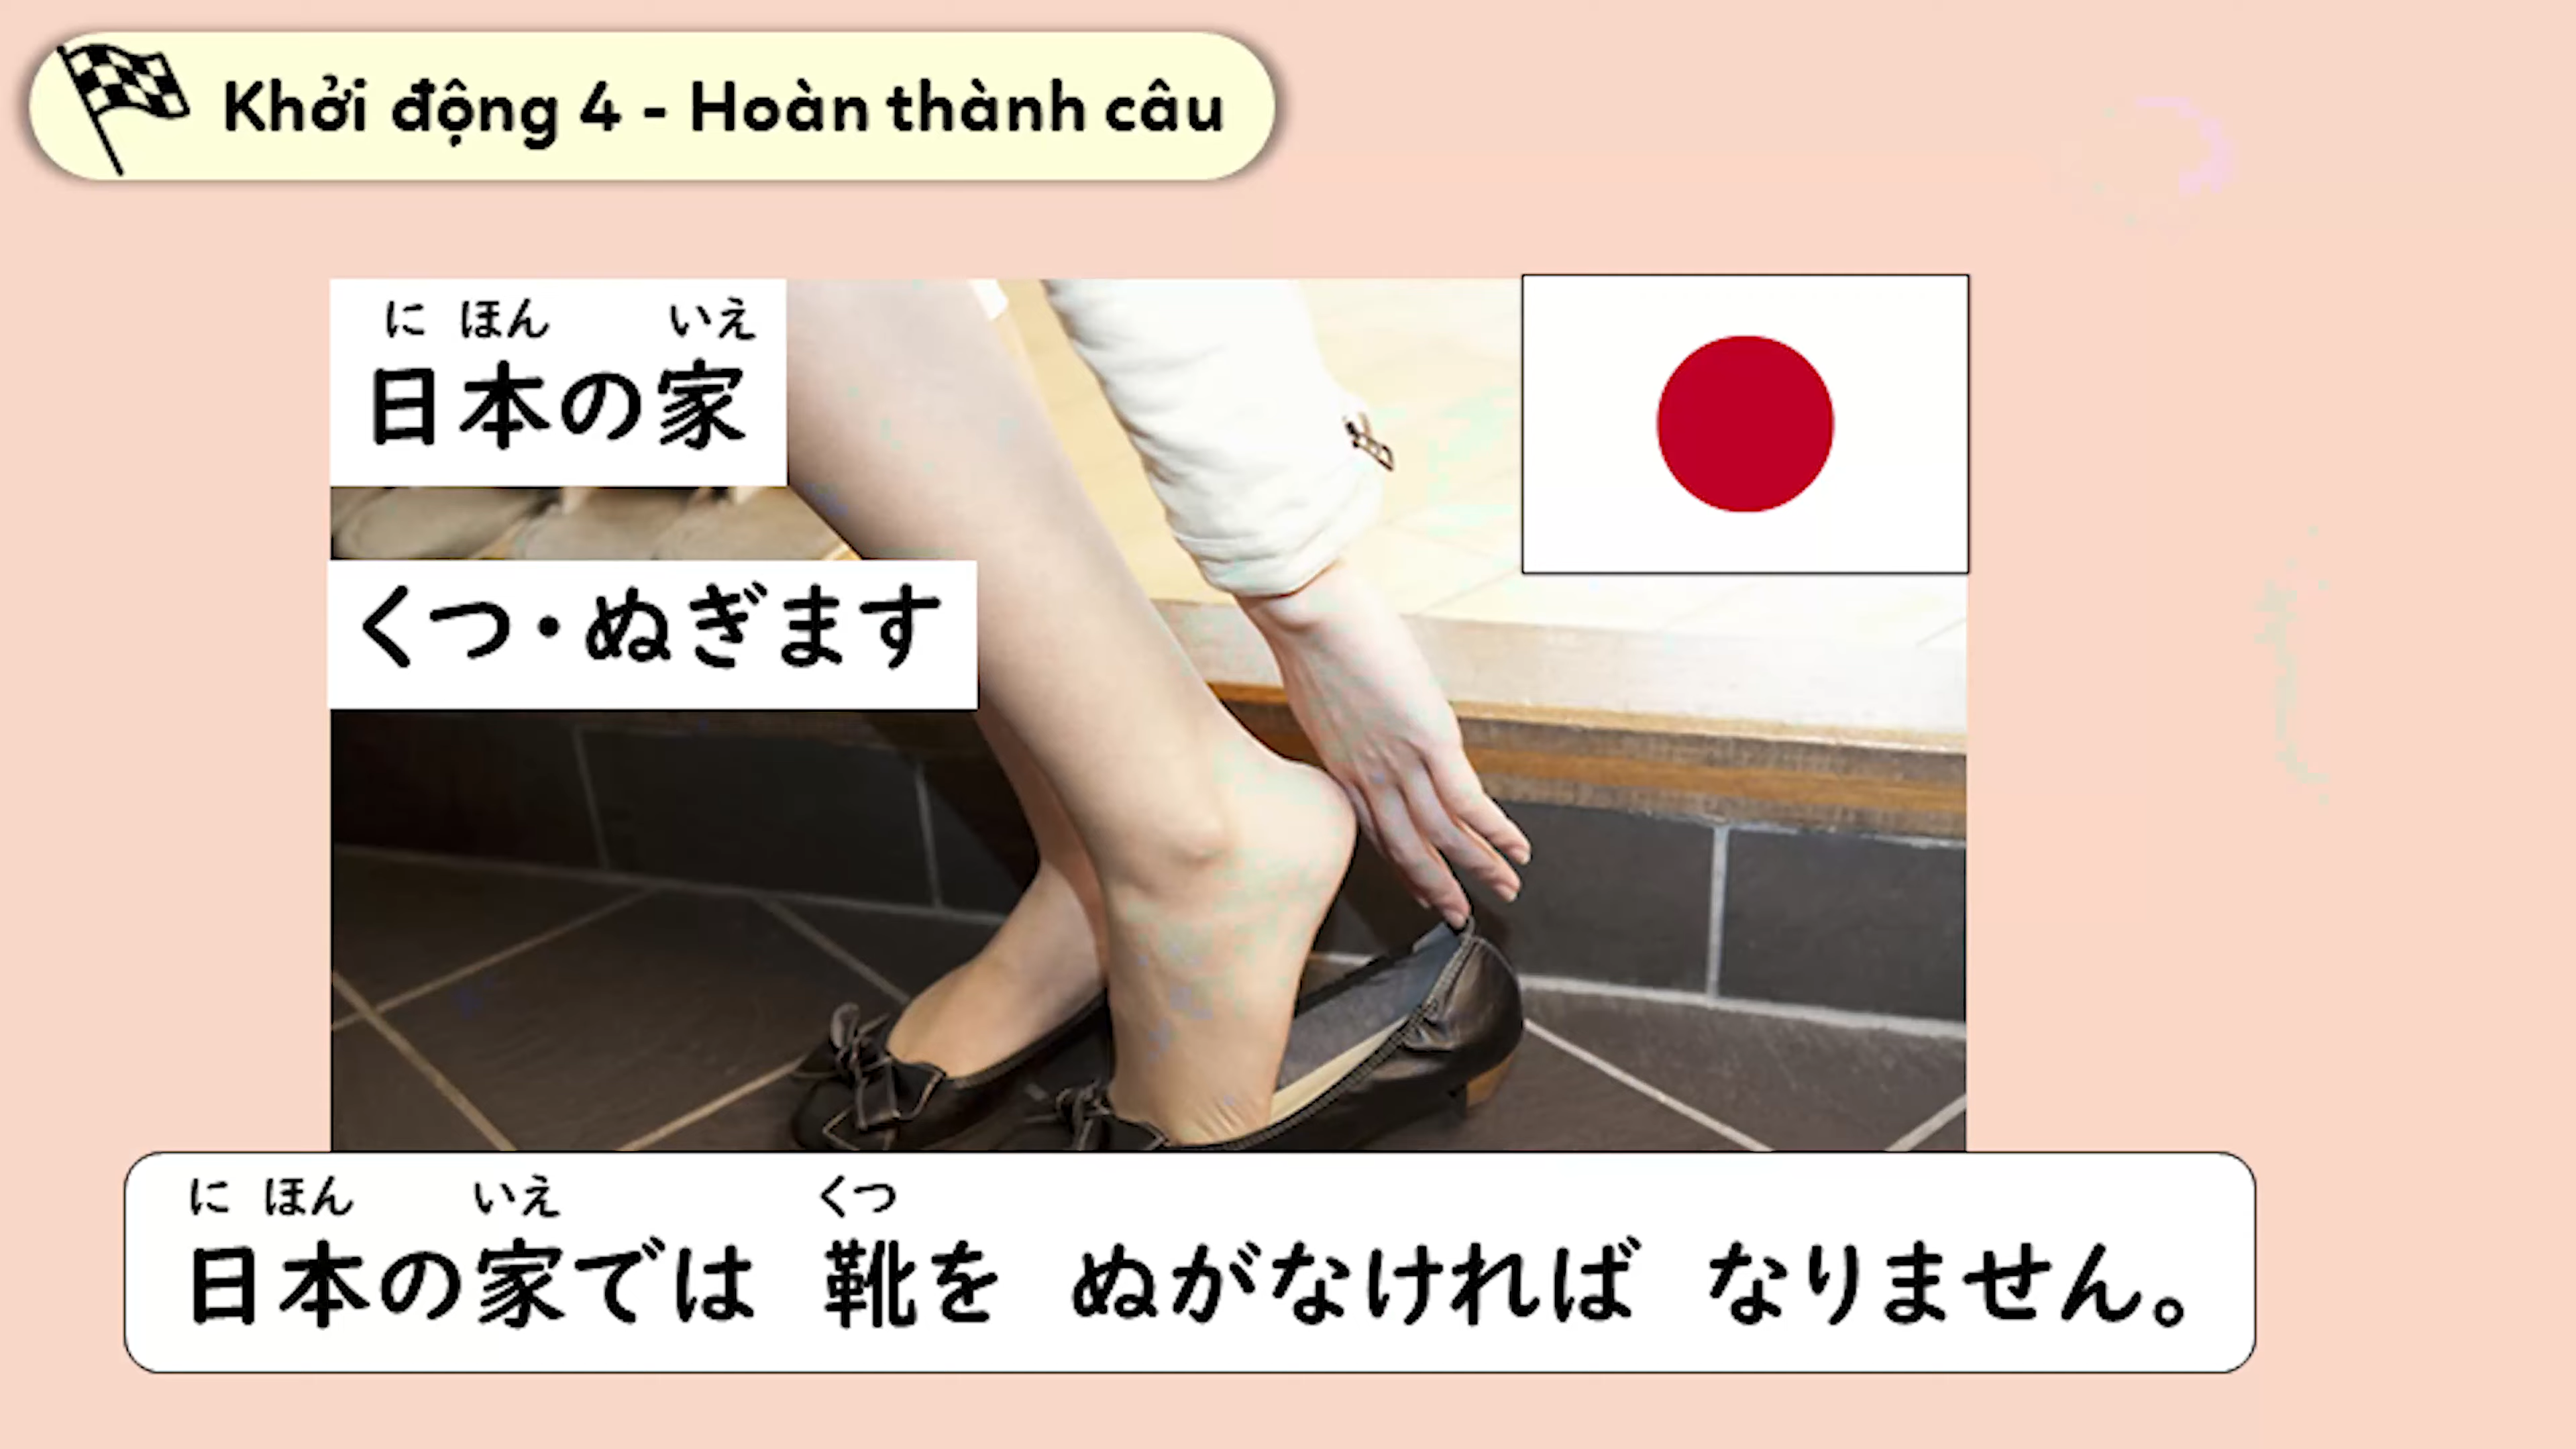 Khởi động 4 - Hoàn thành câu
に ほん いえ
日本の家
くつ・ぬぎます
に ほん いえ くつ
日本の家では 靴を ぬがなければ なりません。